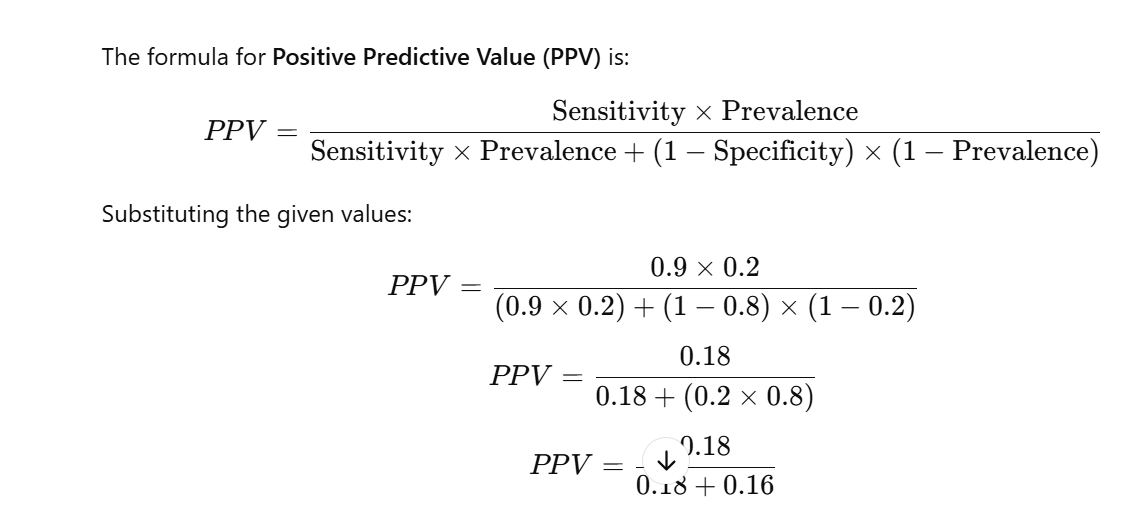 The formula for Positive Predictive Value (PPV) is:
PPV = Sensitivity × Prevalence / Sensitivity × Prevalence + (1 − Specificity) × (1 − Prevalence)
Substituting the given values:
PPV = 0.9 × 0.2 / (0.9 × 0.2) + (1 − 0.8) × (1 − 0.2)
PPV = 0.18 / 0.18 + (0.2 × 0.8)
PPV = 0.18 / 0.18 + 0.16